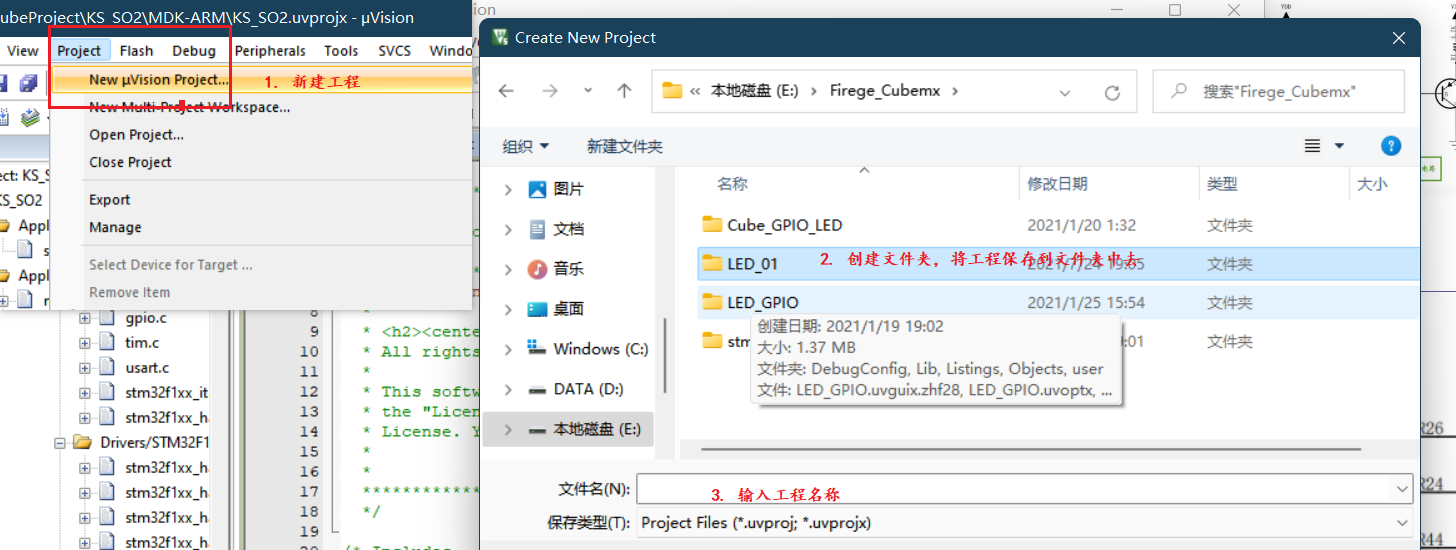 ubeProject\KS_SO2\MDK-ARM\KS_SO2.uvprojx - µVision
View Project Flash Debug Peripherals Tools SVCS Windo
New µVision Project...
1. 新建工程
New Multi-Project Workspace...
Open Project...
Close Project
Export
Manage
Select Device for Target ...
Remove Item
ect: KS_S
KS_SO2
Appl
s
Appl
gpio.c
tim.c
usart.c
stm32f1xx_it
stm32f1xx_h
Drivers/STM32F1
stm32f1xx_h
stm32f1xx_h
stm32f1xx_h
stm32f1xx_h
8 *
9 * <h2><cente
10 * All rights
11 *
12 * This softw
13 * the "Licen
14 * License. Y
15 *
16 *
17 *************
18 */
19
Create New Project
« 本地磁盘 (E:) › Firege_Cubemx ›
搜索"Firege_Cubemx"
组织 新建文件夹
图片
文档
音乐
桌面
Windows (C:)
DATA (D:)
本地磁盘 (E:)
名称 修改日期 类型 大小
Cube_GPIO_LED 2021/1/20 1:32 文件夹
LED_01 文件夹
2. 创建文件夹，将工程保存到文件夹中去
LED_GPIO 2021/1/25 15:54 文件夹
stm :01 文件夹
创建日期: 2021/1/19 19:02
大小: 1.37 MB
文件夹: DebugConfig, Lib, Listings, Objects, user
文件: LED_GPIO.uvguix.zhf28, LED_GPIO.uvoptx, ...
文件名(N):
3. 输入工程名称
保存类型(T): Project Files (*.uvproj; *.uvprojx)
VDD
R26
R24
R44